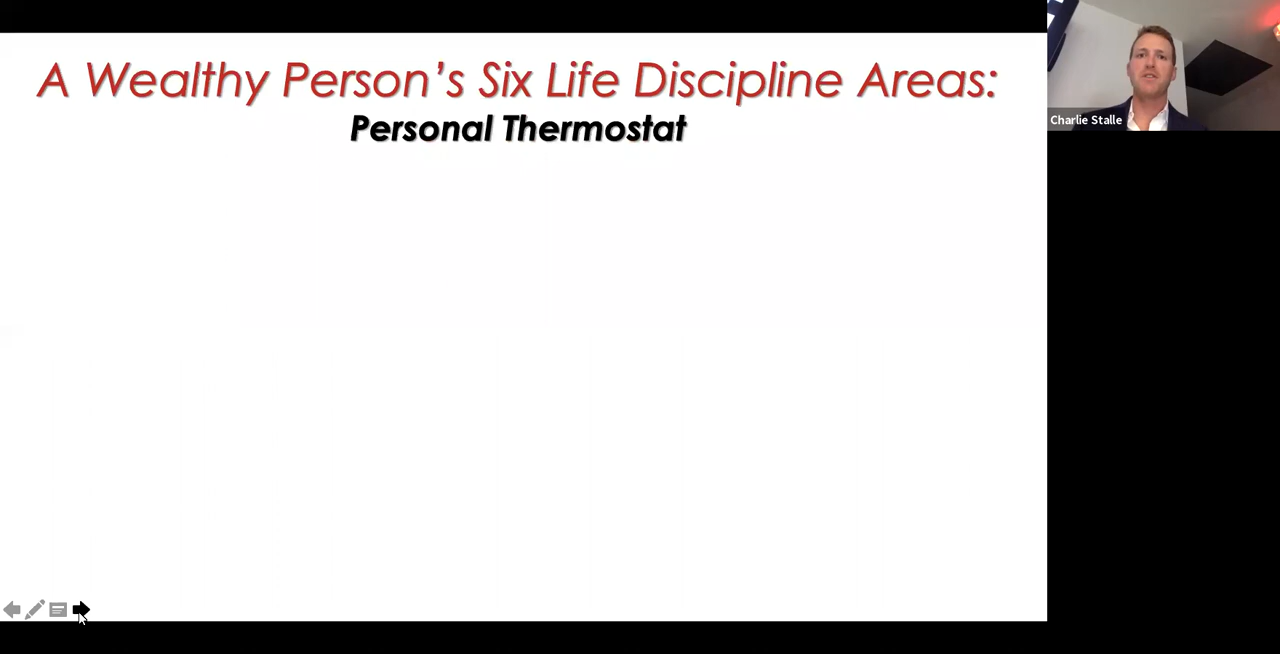 A Wealthy Person's Six Life Discipline Areas:
Personal Thermostat
Charlie Stalle